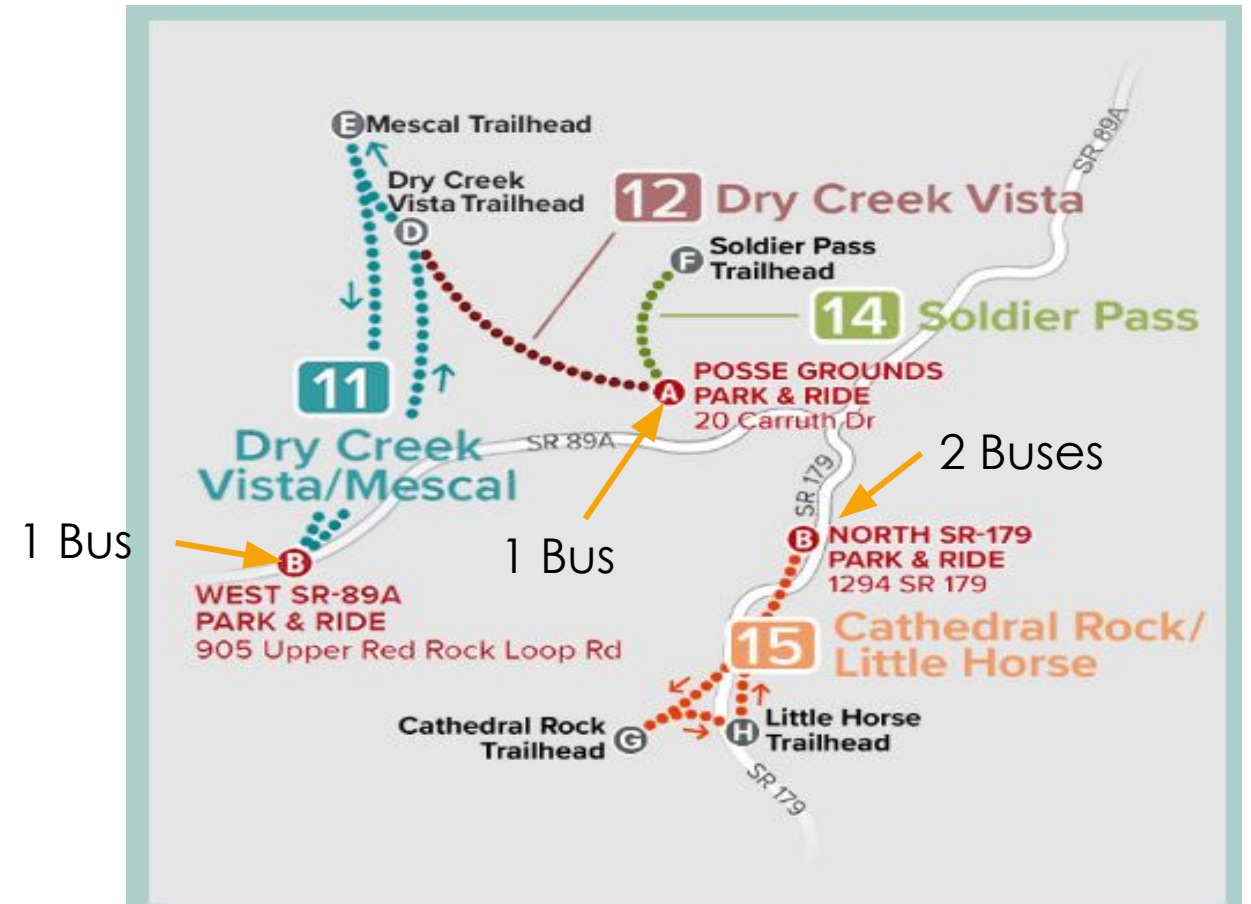 SR 89A
E Mescal Trailhead
Dry Creek
Vista Trailhead
D
12 Dry Creek Vista
F Soldier Pass
Trailhead
14 Soldier Pass
11
Dry Creek
Vista/Mescal
A POSSE GROUNDS
PARK & RIDE
20 Carruth Dr
SR 89A
1 Bus
1 Bus
2 Buses
B
WEST SR-89A
PARK & RIDE
905 Upper Red Rock Loop Rd
SR 179
B NORTH SR-179
PARK & RIDE
1294 SR 179
15 Cathedral Rock/
Little Horse
Cathedral Rock
Trailhead G
H Little Horse
Trailhead
SR 179